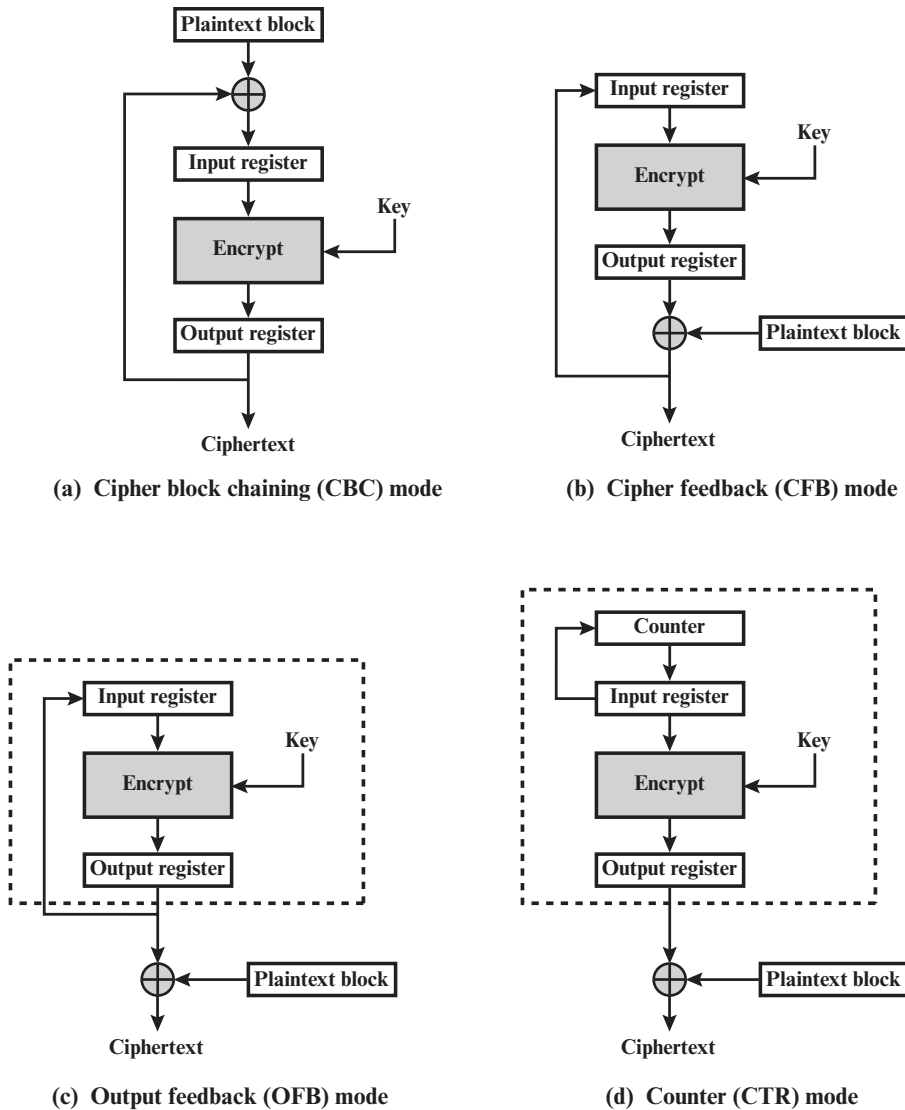 Plaintext block
Input register
Key
Encrypt
Output register
Ciphertext
(a) Cipher block chaining (CBC) mode
Input register
Key
Encrypt
Output register
Plaintext block
Ciphertext
(b) Cipher feedback (CFB) mode
Input register
Key
Encrypt
Output register
Plaintext block
Ciphertext
(c) Output feedback (OFB) mode
Counter
Input register
Key
Encrypt
Output register
Plaintext block
Ciphertext
(d) Counter (CTR) mode